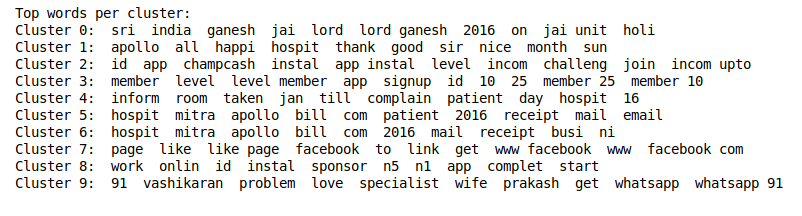 Top words per cluster:
Cluster 0: sri india ganesh jai lord lord ganesh 2016 on jai unit holi
Cluster 1: apollo all happi hospit thank good sir nice month sun
Cluster 2: id app champcash instal app instal level incom challeng join incom upto
Cluster 3: member level level member app signup id 10 25 member 25 member 10
Cluster 4: inform room taken jan till complain patient day hospit 16
Cluster 5: hospit mitra apollo bill com patient 2016 receipt mail email
Cluster 6: hospit mitra apollo bill com 2016 mail receipt busi ni
Cluster 7: page like like page facebook to link get www facebook www facebook com
Cluster 8: work onlin id instal sponsor n5 n1 app complet start
Cluster 9: 91 vashikaran problem love specialist wife prakash get whatsapp whatsapp 91